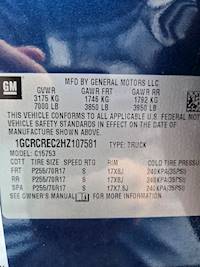 GM
MFD BY GENERAL MOTORS LLC
GVWR GAWR FRT GAWR RR
3175 KG 1746 KG 1792 KG
7000 LB 3850 LB 3950 LB
THIS VEHICLE CONFORMS TO ALL APPLICABLE U.S. FEDERAL MOTOR
VEHICLE SAFETY STANDARDS IN EFFECT ON THE DATE OF
MANUFACTURE SHOWN ABOVE.
1GCRCREC2HZ107581 TYPE: TRUCK
MODEL: C15753
TIRE SIZE SPEED RTG RIM COLD TIRE PRESSURE
FRT P255/70R17 S 17X8J 240KPA(35PSI)
RR P255/70R17 S 17X8J 240KPA(35PSI)
SPA P255/70R17 S 240KPA(35PSI)
SEE OWNER'S MANUAL FOR MORE INFORMATION